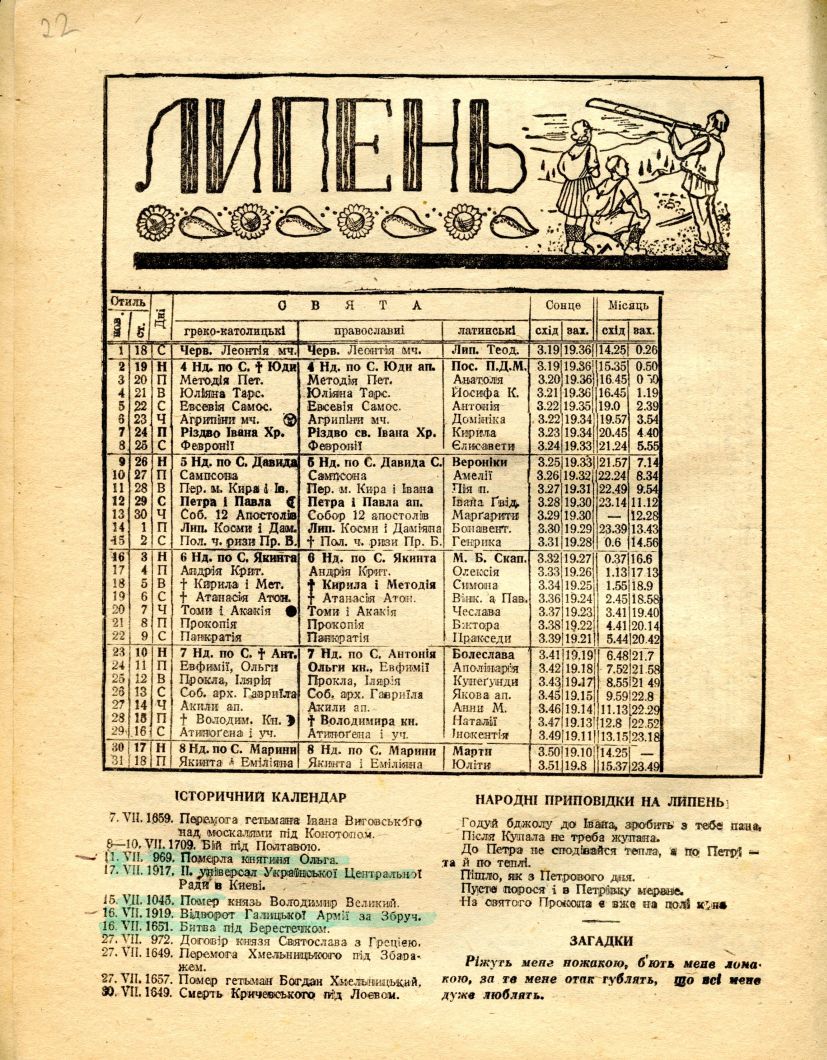 22
ЛИПЕНЬ
Стиль Дні С В Я Т А Сонце Місяць
нов. ст. греко-католицькі православні латинські схід зах. схід зах.
1 18 С Черв. Леонтія мч. Черв. Леонтія мч. Лип. Теод. 3.19 19.36 14.25 0.26
2 19 Н 4 Нд. по С. † Юди 4 Нд. по С. Юди ап. Пос. П.Д.М. 3.19 19.36 15.35 0.50
3 20 П Методія Пет. Методія Пет. Анатоля 3.20 19.36 16.45
4 21 В Юліяна Тарс. Юліяна Тарс. Йосифа К. 3.21 19.36 16.45 1.19
5 22 С Евсевія Самос. Евсевія Самос. Антонія 3.22 19.35 19.0 2.39
6 23 Ч Агрипіни мч. Агрипіни мч. Домініка 3.22 19.34 19.57 3.54
7 24 П Різдво Івана Хр. Різдво св. Івана Хр. Кирила 3.23 19.34 20.45 4.40
8 25 С Февронії Февронії Єлисавети 3.24 19.33 21.24 5.55
9 26 Н 5 Нд. по С. Давида 5 Нд. по С. Давида С. Вероніки 3.25 19.33 21.57 7.14
10 27 П Сампсона Сампсона Амелії 3.26 19.32 22.24 8.34
11 28 В Пер. м. Кира і Ів. Пер. м. Кира і Івана Пія п. 3.27 19.31 22.49 9.54
12 29 С Петра і Павла Петра і Павла ап. Івана Ґвід. 3.28 19.30 23.14 11.12
13 30 Ч Соб. 12 Апостолів Собор 12 апостолів Марґарити 3.29 19.30 — 12.28
14 1 П Лип. Косми і Дам. Лип. Косми і Даміяна Бонавент. 3.30 19.29 23.39 13.43
15 2 С Пол. ч. ризи Пр. В. † Пол. ч. ризи Пр. Б. Генрика 3.31 19.28 0.6 14.56
16 3 Н 6 Нд. по С. Якинта 6 Нд. по С. Якинта М. Б. Скап. 3.32 19.27 0.37 16.6
17 4 П Андрія Крит. Андрія Крит. Олексія 3.33 19.26 1.13 17 13
18 5 В † Кирила і Мет. † Кирила і Методія Симона 3.34 19.25 1.55 18.9
19 6 С † Атанасія Атон. † Атанасія Атон. Вінк. а Пав. 3.36 19.24 2.45 18.58
20 7 Ч Томи і Акакія Томи і Акакія Чеслава 3.37 19.23 3.41 19.40
21 8 П Прокопія Прокопія Віктора 3.38 19.22 4.41 20.14
22 9 С Панкратія Панкратія Пракседи 3.39 19.21 5.44 20.42
23 10 Н 7 Нд. по С. † Ант. 7 Нд. по С. Антонія Болеслава 3.41 19.19 6.48 21.7
24 11 П Евфимії, Ольги Ольги кн., Евфимії Аполінарія 3.42 19.18 7.52 21.58
25 12 В Прокла, Ілярія Прокла, Ілярія Кунеґунди 3.43 19.17 8.55 21 49
26 13 С Соб. арх. Гавриїла Соб. арх. Гавриїла Якова ап. 3.45 19.15 9.59 22.8
27 14 Ч Акили ап. Акили ап. Анни М. 3.46 19.14 11.13 22.29
28 15 П † Володим. Кн. † Володимира кн. Наталії 3.47 19.13 12.8 22.52
29 16 С Атиноґена і уч. Атиноґена і уч. Інокентія 3.49 19.11 13.15 23.18
30 17 Н 8 Нд. по С. Марини 8 Нд. по С. Марини Марти 3.50 19.10 14.25 —
31 18 П Якинта і Еміліяна Якинта і Еміліяна Юліти 3.51 19.8 15.37 23.49
ІСТОРИЧНИЙ КАЛЕНДАР
7. VII. 1659. Перемога гетьмана Івана Виговського
над москалями під Конотопом.
8—10. VII. 1709. Бій під Полтавою.
11. VII. 969. Померла княгиня Ольга.
17. VII. 1917. II. універсал Української Центральної
Ради в Києві.
15. VII. 1045. Помер князь Володимир Великий.
16. VII. 1919. Відворот Галицької Армії за Збруч.
16. VII. 1651. Битва під Берестечком.
27. VII. 972. Договір князя Святослава з Грецією.
27. VII. 1649. Перемога Хмельницького під Збара-
жем.
27. VII. 1657. Помер гетьман Богдан Хмельницький.
30. VII. 1649. Смерть Кричевського під Лоєвом.
НАРОДНІ ПРИПОВІДКИ НА ЛИПЕНЬ
Годуй бджолу до Івана, зробить з тебе пана.
Після Купала не треба жупана.
До Петра не сподівайся тепла, а по Петрі —
та й по теплі.
Пішло, як з Петрового дня.
Пусте порося і в Петрівку мерзне.
На святого Прокопа є вже на полі копа
ЗАГАДКИ
Ріжуть мене ножакою, б'ють мене лома-
кою, за те мене отак гублять, що всі мене
дуже люблять.